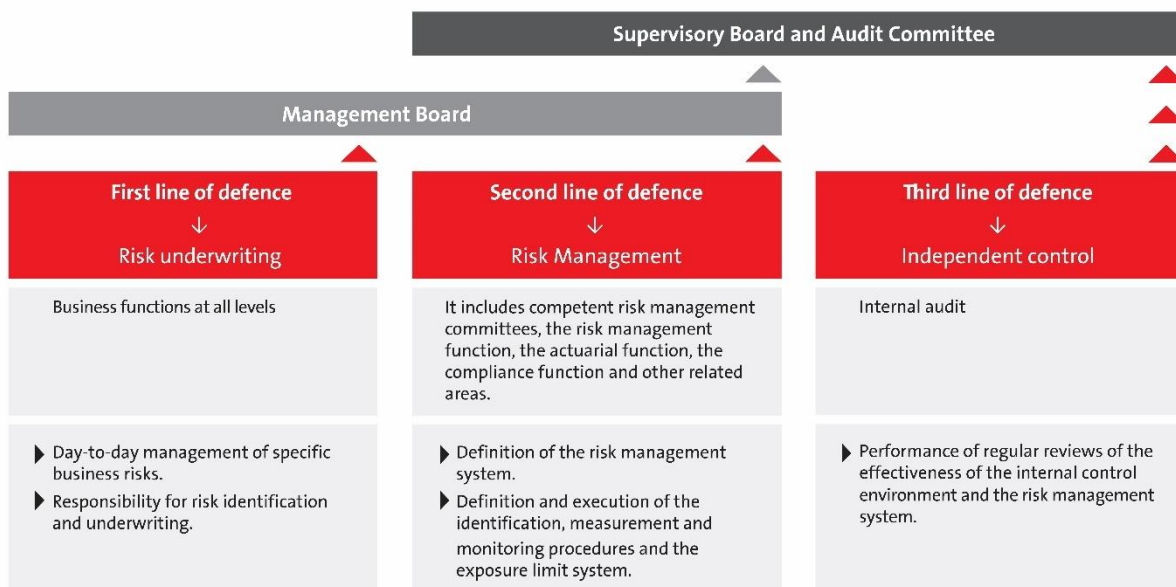 Supervisory Board and Audit Committee
Management Board
First line of defence
↓
Risk underwriting
Second line of defence
↓
Risk Management
Third line of defence
↓
Independent control
Business functions at all levels
It includes competent risk management
committees, the risk management
function, the actuarial function, the
compliance function and other related
areas.
Internal audit
Day-to-day management of specific
business risks.
Responsibility for risk identification
and underwriting.
Definition of the risk management
system.
Definition and execution of the
identification, measurement and
monitoring procedures and the
exposure limit system.
Performance of regular reviews of the
effectiveness of the internal control
environment and the risk management
system.